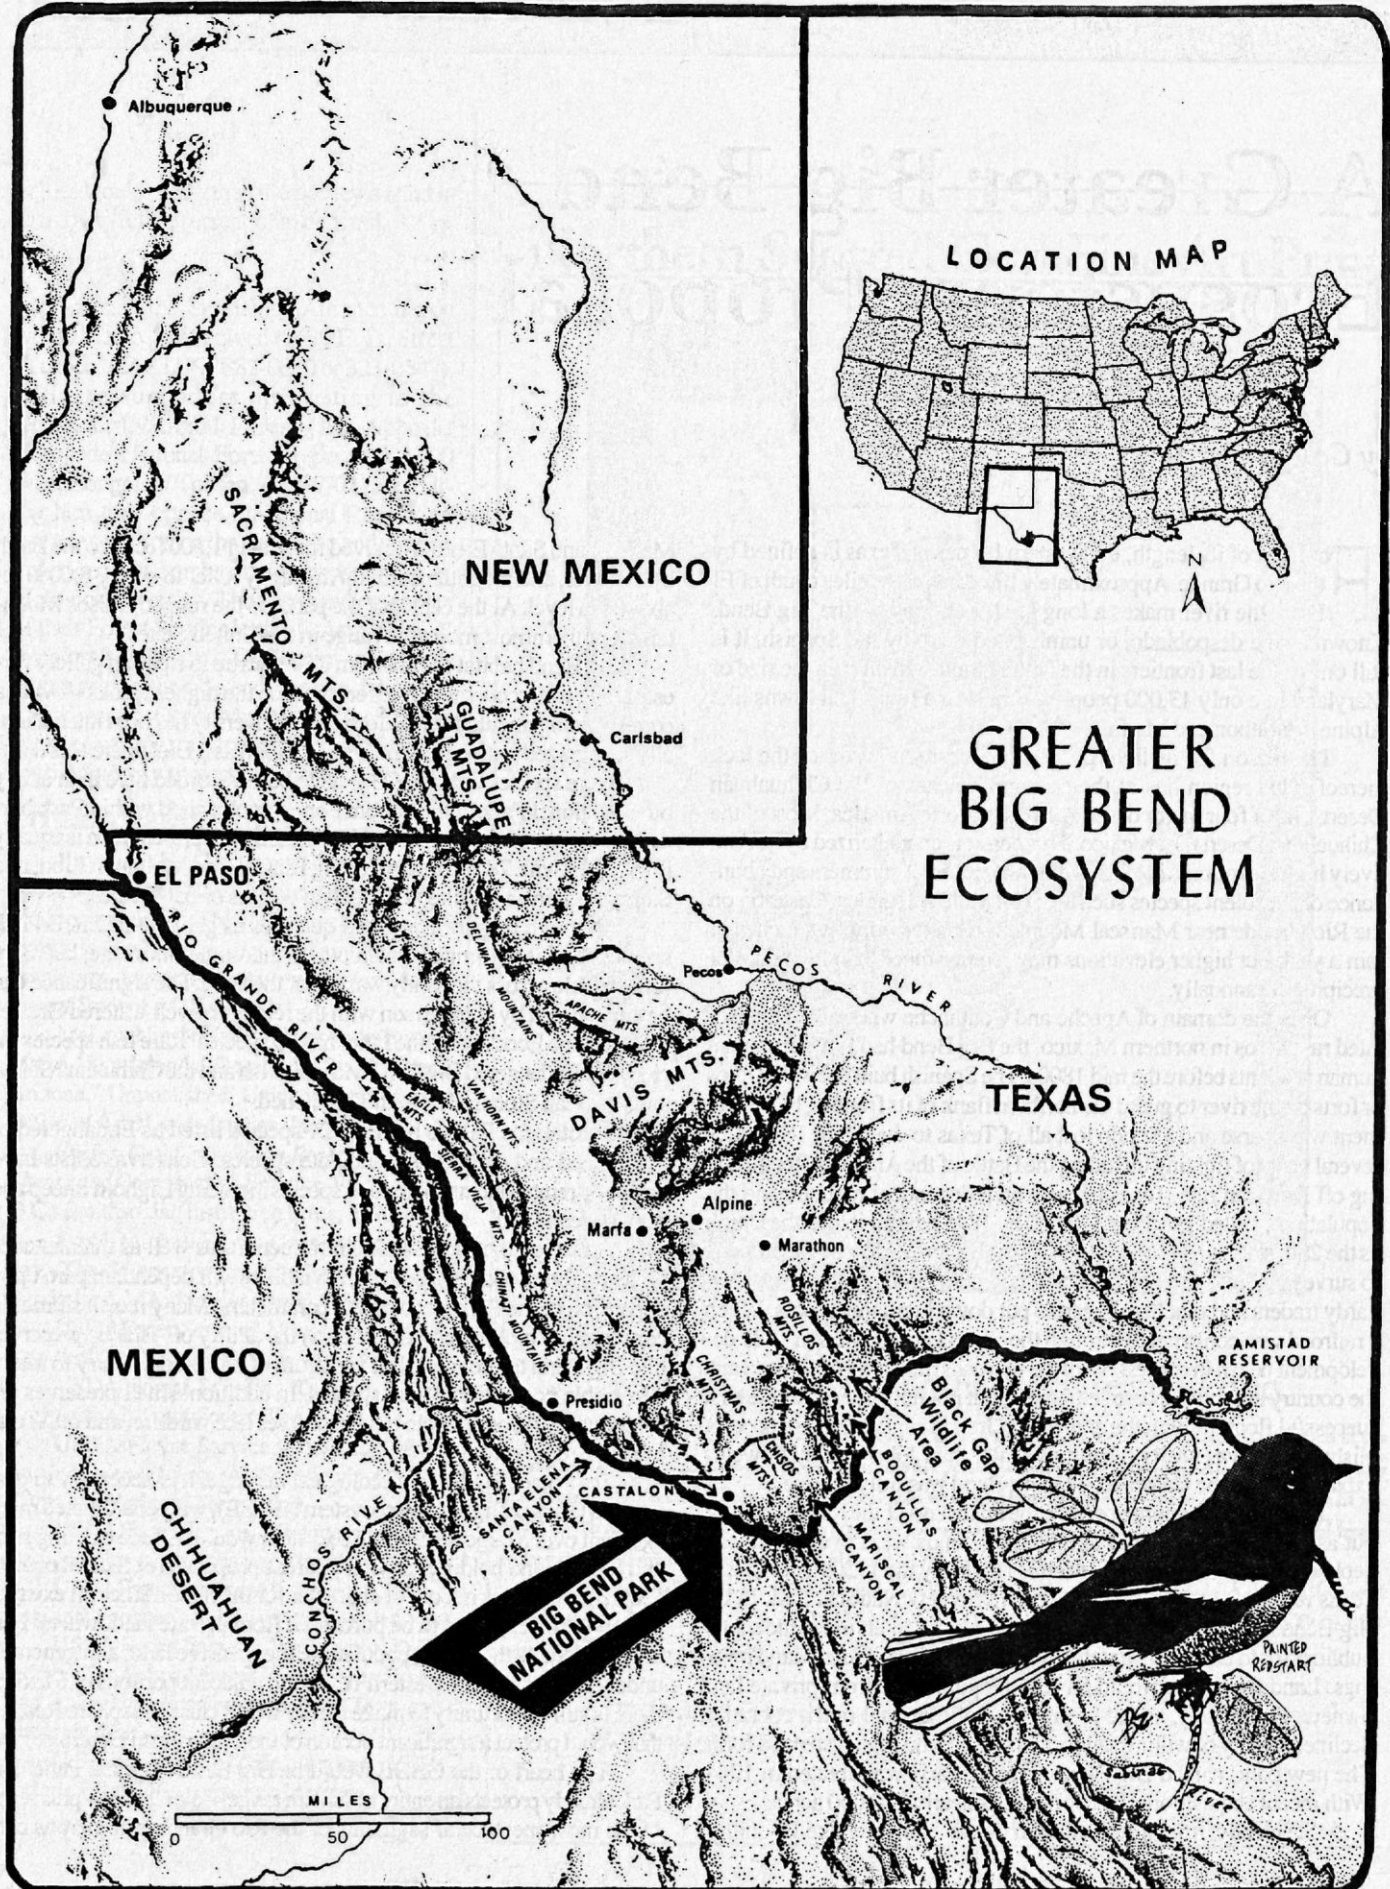 Albuquerque
LOCATION MAP
N
SACRAMENTO MTS.
NEW MEXICO
GUADALUPE
MTS.
Carlsbad
GREATER
BIG BEND
ECOSYSTEM
EL PASO
RIO GRANDE RIVER
DELAWARE MOUNTAINS
Pecos
PECOS RIVER
APACHE MTS.
DAVIS MTS.
EAGLE
MTS.
VAN HORN MTS.
TEXAS
SIERRA VIEJA MTS.
Alpine
Marfa
Marathon
CHINATI MOUNTAINS
ROSILLOS
MTS.
MEXICO
AMISTAD
RESERVOIR
CHRISTMAS
MTS.
Presidio
Black Gap
Wildlife
Area
CHISOS
MTS.
BOQUILLAS
CANYON
SANTA ELENA
CANYON
CASTALON
MARISCAL
CANYON
CHIHUAHUAN
DESERT
CONCHOS RIVER
BIG BEND
NATIONAL PARK
PAINTED
REDSTART
Sabinas
River
MILES
0 50 100